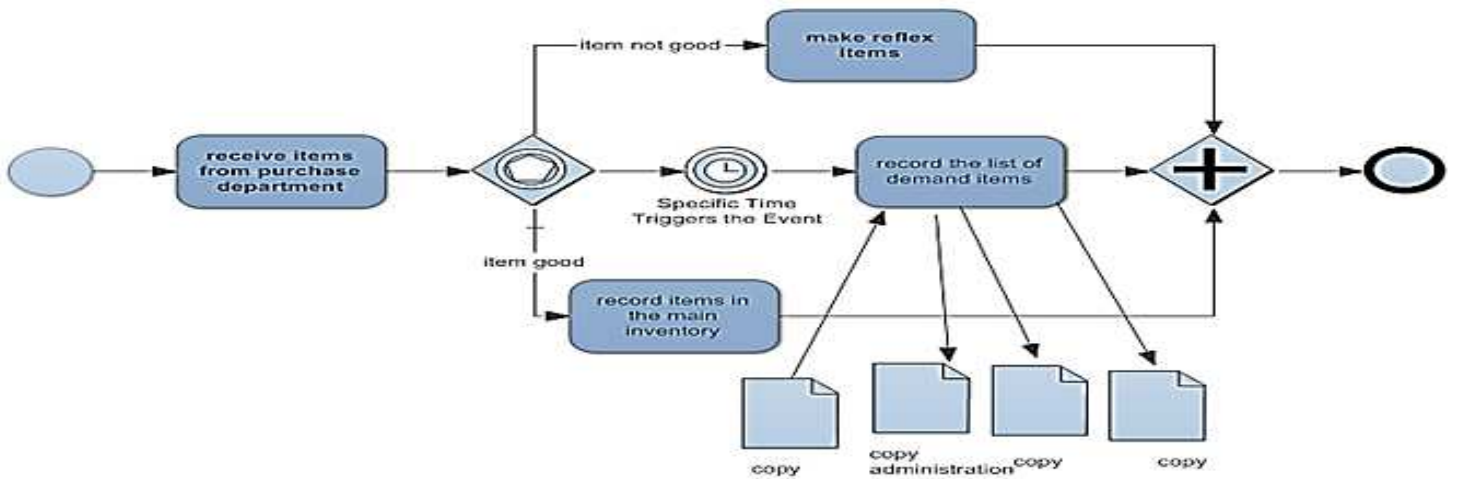 item not good
make reflex
items
receive items
from purchase
department
Specific Time
Triggers the Event
record the list of
demand items
item good
record items in
the main
inventory
copy
copy
administration
copy
copy